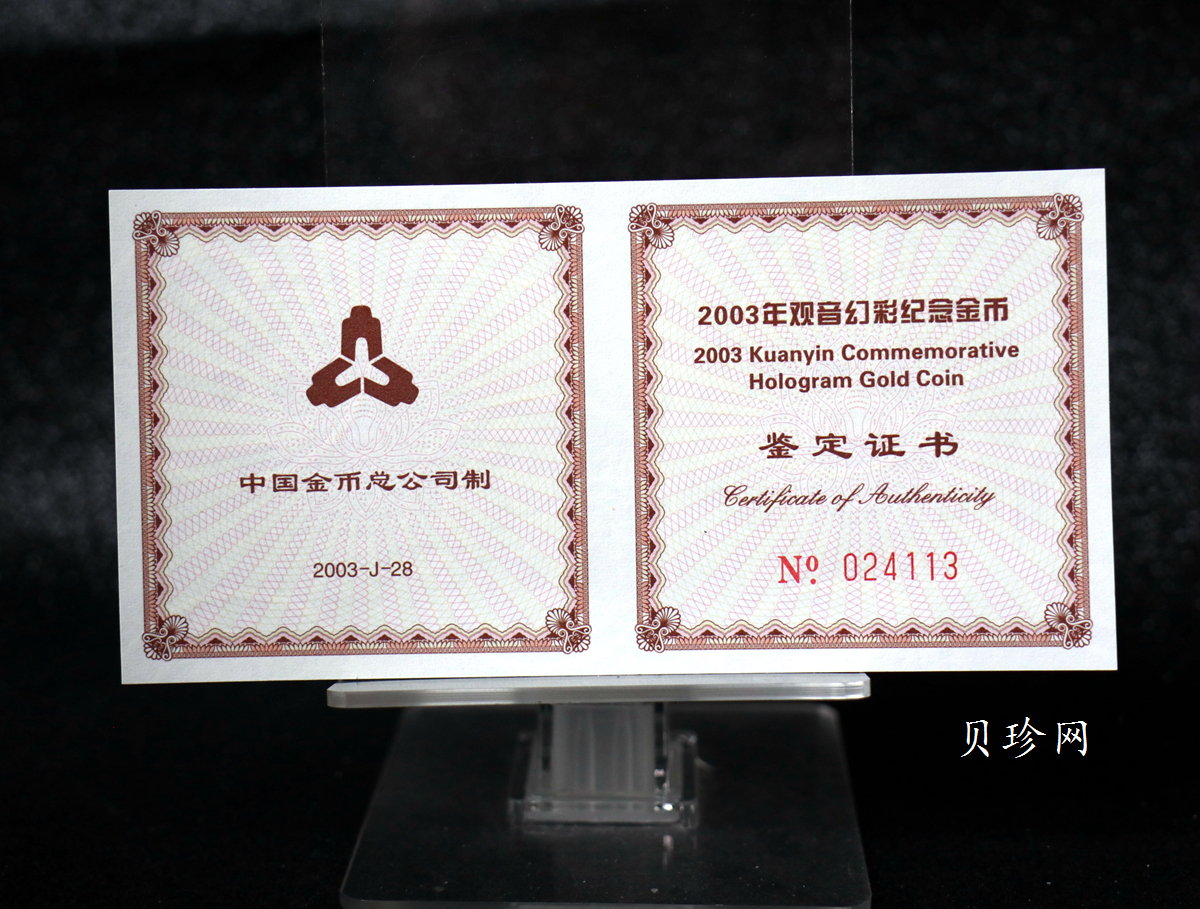 中国金币总公司制
2003-J-28
2003年观音幻彩纪念金币
2003 Kuanyin Commemorative
Hologram Gold Coin
鉴定证书
Certificate of Authenticity
Nº. 024113
贝珍网